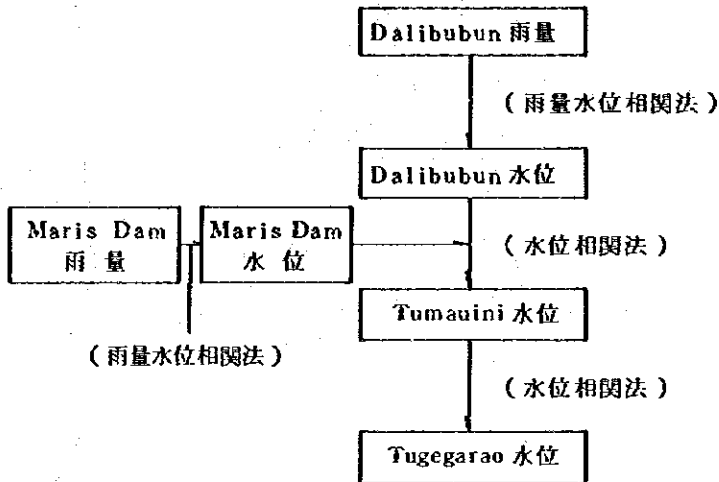 Dalibubun 雨量
(雨量水位相関法)
Dalibubun 水位
Maris Dam
雨量
Maris Dam
水位
(水位相関法)
Tumauini 水位
(雨量水位相関法)
(水位相関法)
Tugegarao 水位